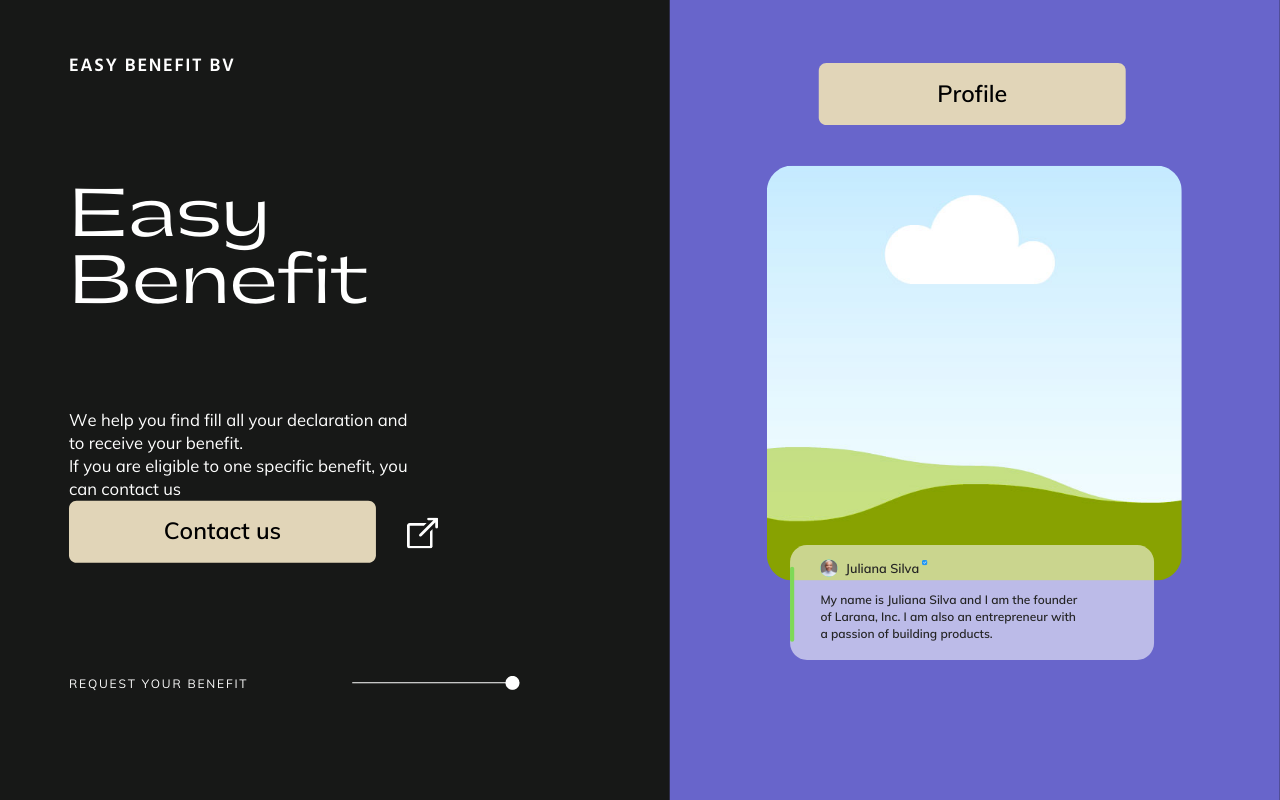 EASY BENEFIT BV
Easy
Benefit
We help you find fill all your declaration and
to receive your benefit.
If you are eligible to one specific benefit, you
can contact us
Contact us
REQUEST YOUR BENEFIT
Profile
Juliana Silva
My name is Juliana Silva and I am the founder
of Larana, Inc. I am also an entrepreneur with
a passion of building products.